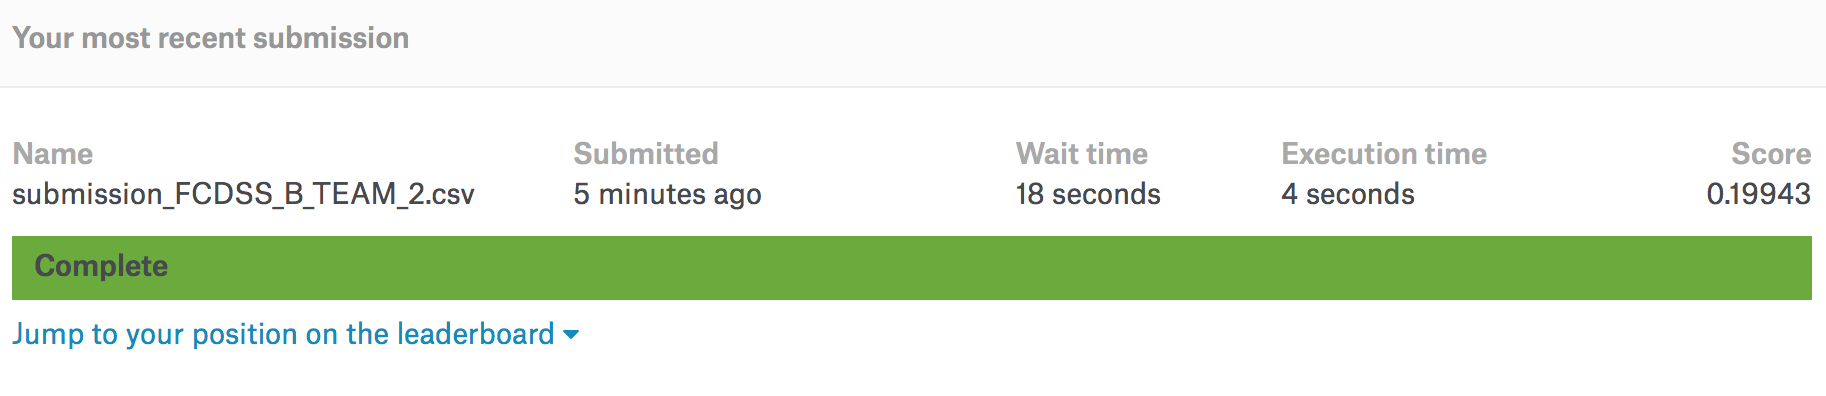 Your most recent submission
Name Submitted Wait time Execution time Score
submission_FCDSS_B_TEAM_2.csv 5 minutes ago 18 seconds 4 seconds 0.19943
Complete
Jump to your position on the leaderboard